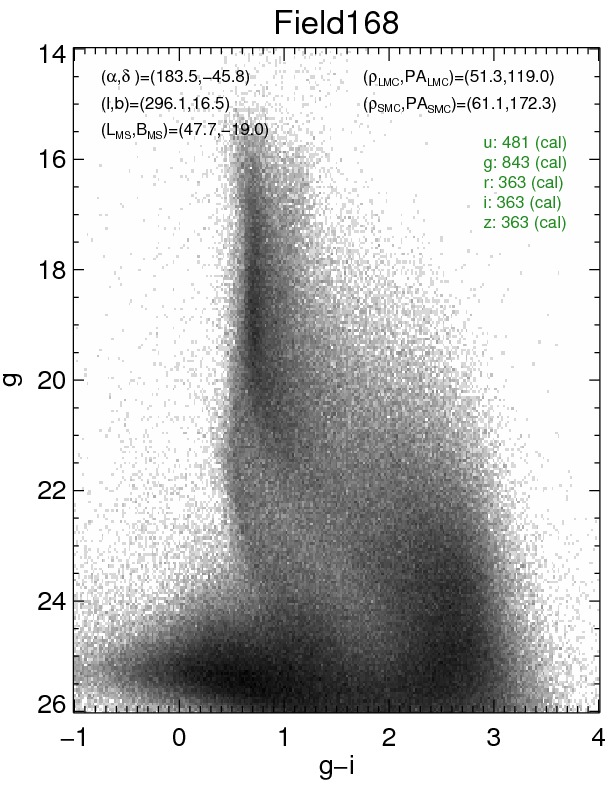 Field168
(α,δ )=(183.5,−45.8)
(ρLMC,PALMC)=(51.3,119.0)
(l,b)=(296.1,16.5)
(ρSMC,PASMC)=(61.1,172.3)
(LMS,BMS)=(47.7,−19.0)
u: 481 (cal)
g: 843 (cal)
r: 363 (cal)
i: 363 (cal)
z: 363 (cal)
14
16
18
20
22
24
26
g
−1 0 1 2 3 4
g−i